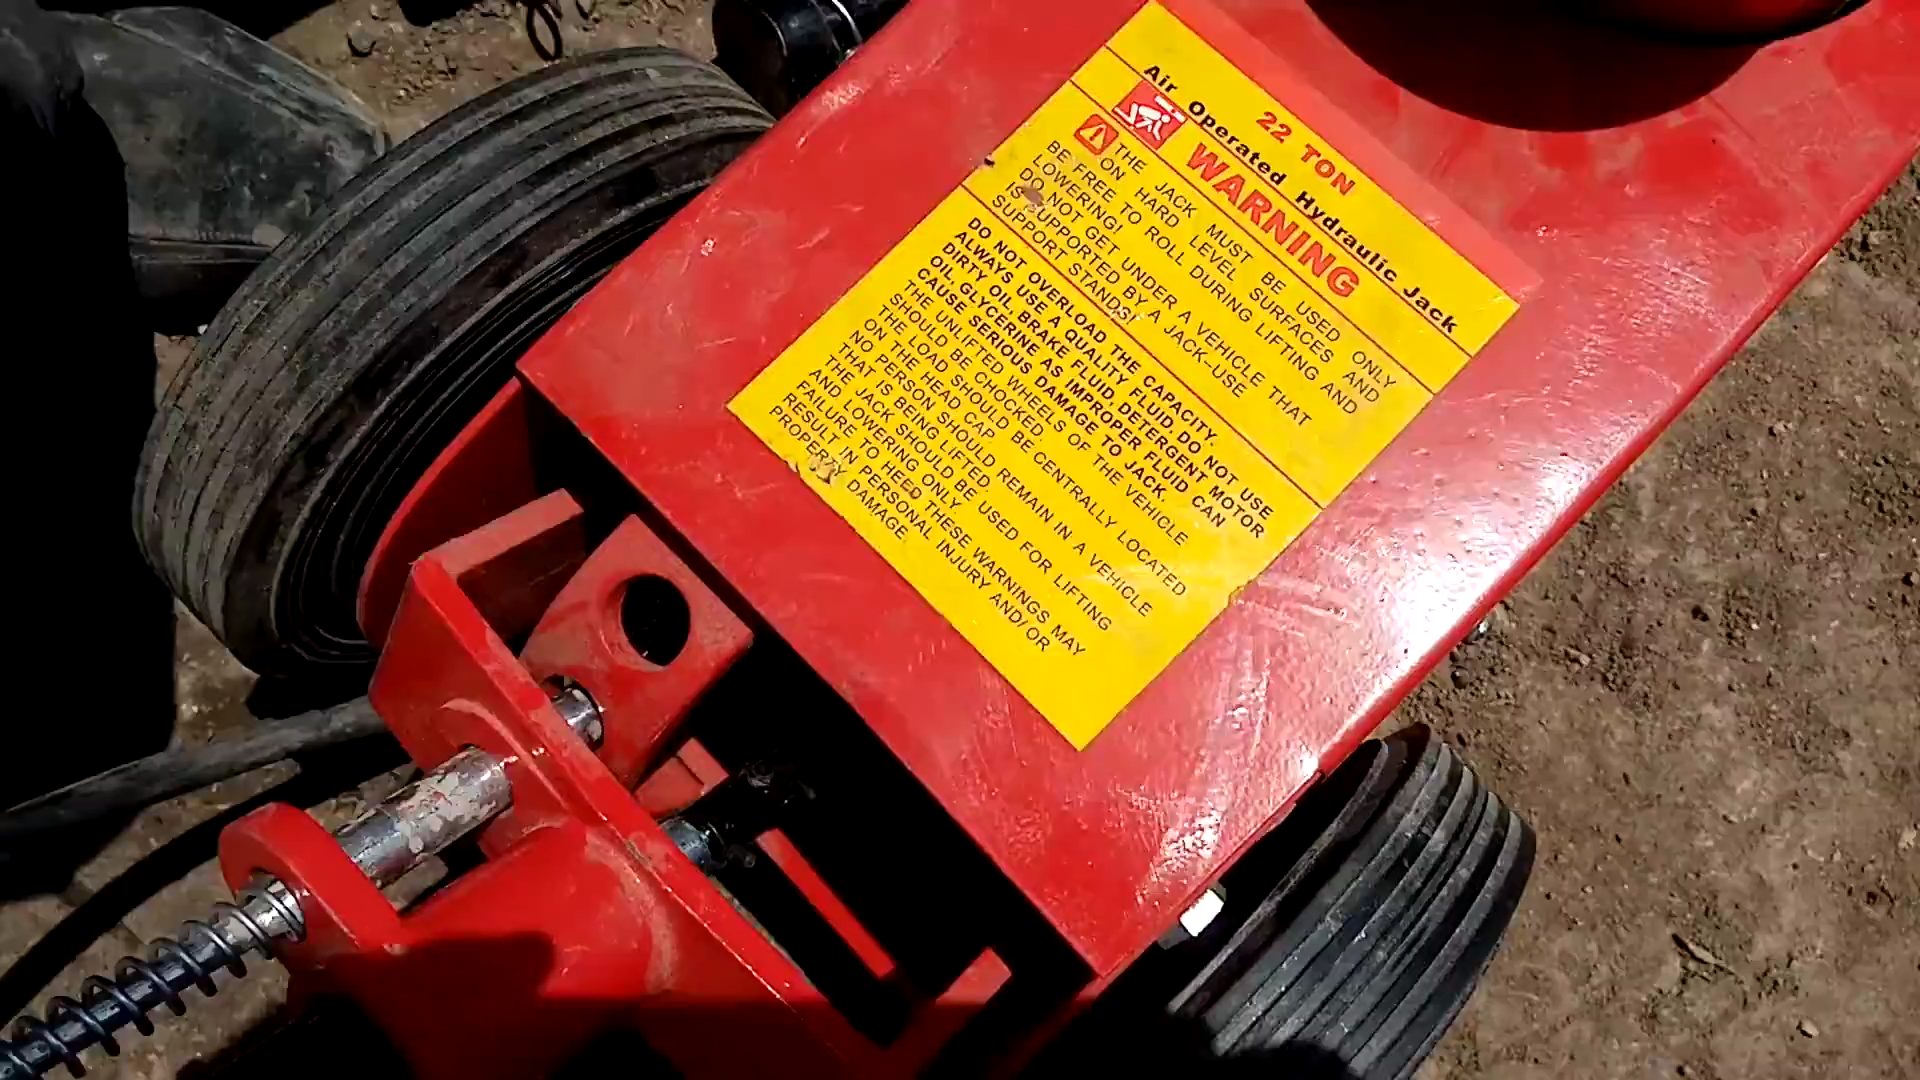 22 TON
Air Operated Hydraulic Jack
WARNING
THE JACK MUST BE USED ONLY
ON HARD LEVEL SURFACES AND
BE FREE TO ROLL DURING LIFTING AND
LOWERING!
DO NOT GET UNDER A VEHICLE THAT
IS SUPPORTED BY A JACK-USE
SUPPORT STANDS!
DO NOT OVERLOAD THE CAPACITY.
ALWAYS USE A QUALITY FLUID, DO NOT USE
DIRTY OIL, BRAKE FLUID, DETERGENT MOTOR
OIL, GLYCERINE AS IMPROPER FLUID CAN
CAUSE SERIOUS DAMAGE TO JACK.
THE UNLIFTED WHEELS OF THE VEHICLE
SHOULD BE CHOCKED.
THE LOAD SHOULD BE CENTRALLY LOCATED
ON THE HEAD CAP.
NO PERSON SHOULD REMAIN IN A VEHICLE
THAT IS BEING LIFTED.
THE JACK SHOULD BE USED FOR LIFTING
AND LOWERING ONLY.
FAILURE TO HEED THESE WARNINGS MAY
RESULT IN PERSONAL INJURY AND/OR
PROPERTY DAMAGE